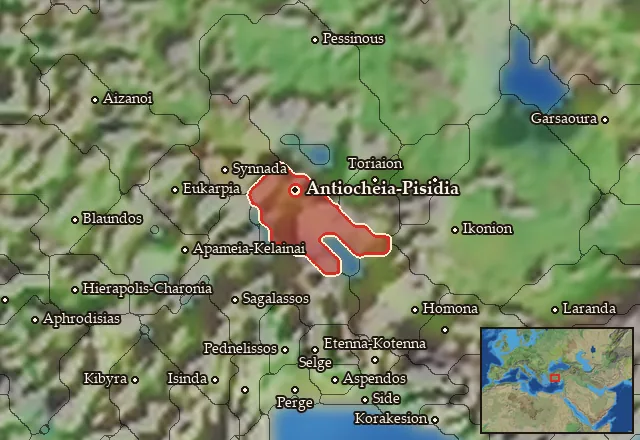 Pessinous
Aizanoi
Garsaoura
Synnada
Toriaion
Eukarpia
Antiocheia-Pisidia
Blaundos
Ikonion
Apameia-Kelainai
Hierapolis-Charonia
Sagalassos
Homona
Laranda
Aphrodisias
Pednelissos
Etenna-Kotenna
Selge
Kibyra
Isinda
Aspendos
Perge
Side
Korakesion